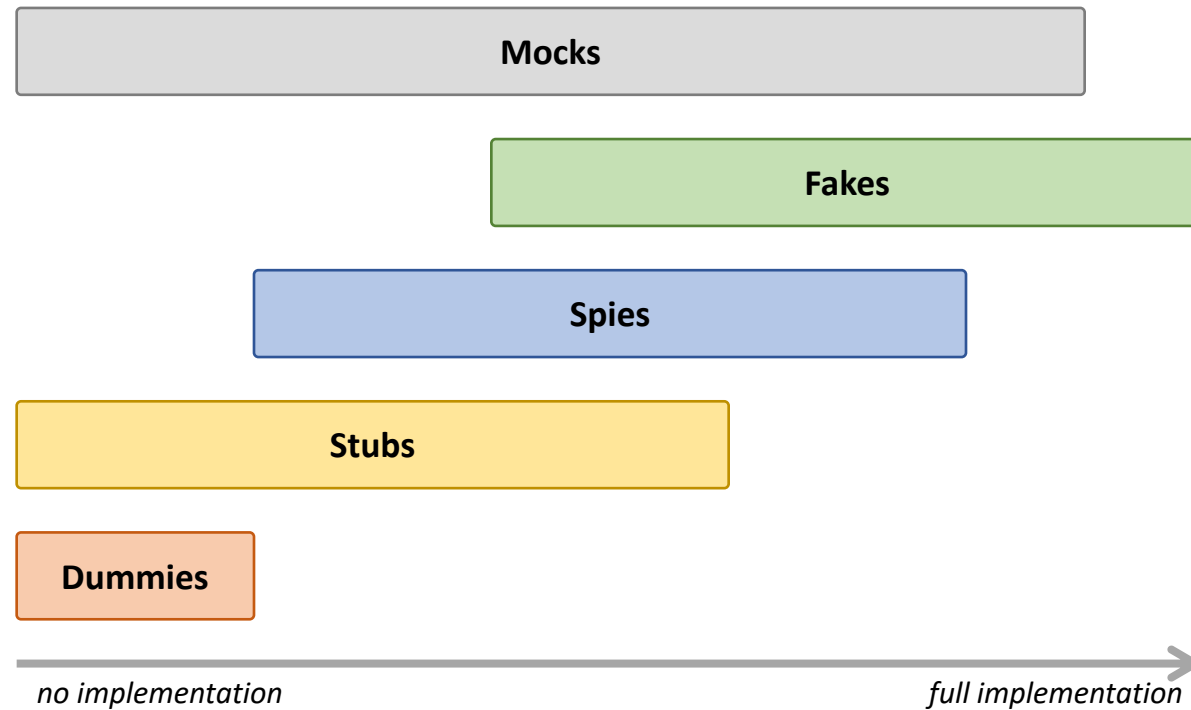 Mocks
Fakes
Spies
Stubs
Dummies
no implementation
full implementation